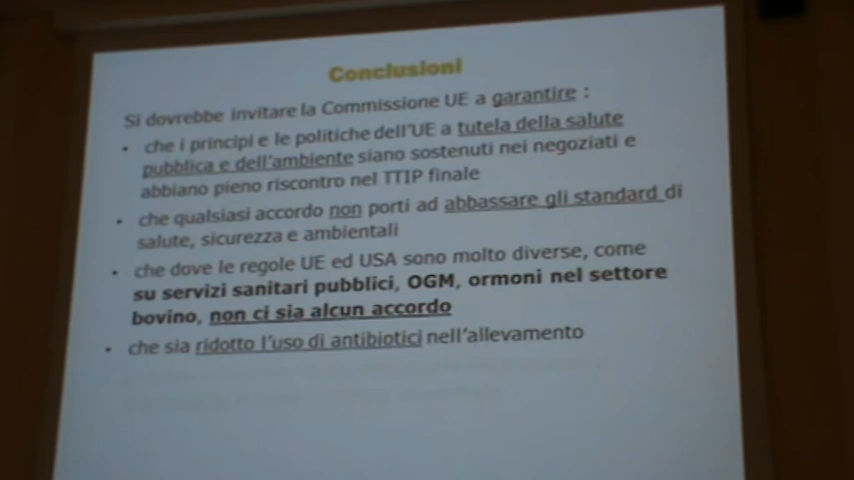 Conclusioni
Si dovrebbe invitare la Commissione UE a garantire :
• che i principi e le politiche dell'UE a tutela della salute
pubblica e dell'ambiente siano sostenuti nei negoziati e
abbiano pieno riscontro nel TTIP finale
• che qualsiasi accordo non porti ad abbassare gli standard di
salute, sicurezza e ambientali
• che dove le regole UE ed USA sono molto diverse, come
su servizi sanitari pubblici, OGM, ormoni nel settore
bovino, non ci sia alcun accordo
• che sia ridotto l'uso di antibiotici nell'allevamento